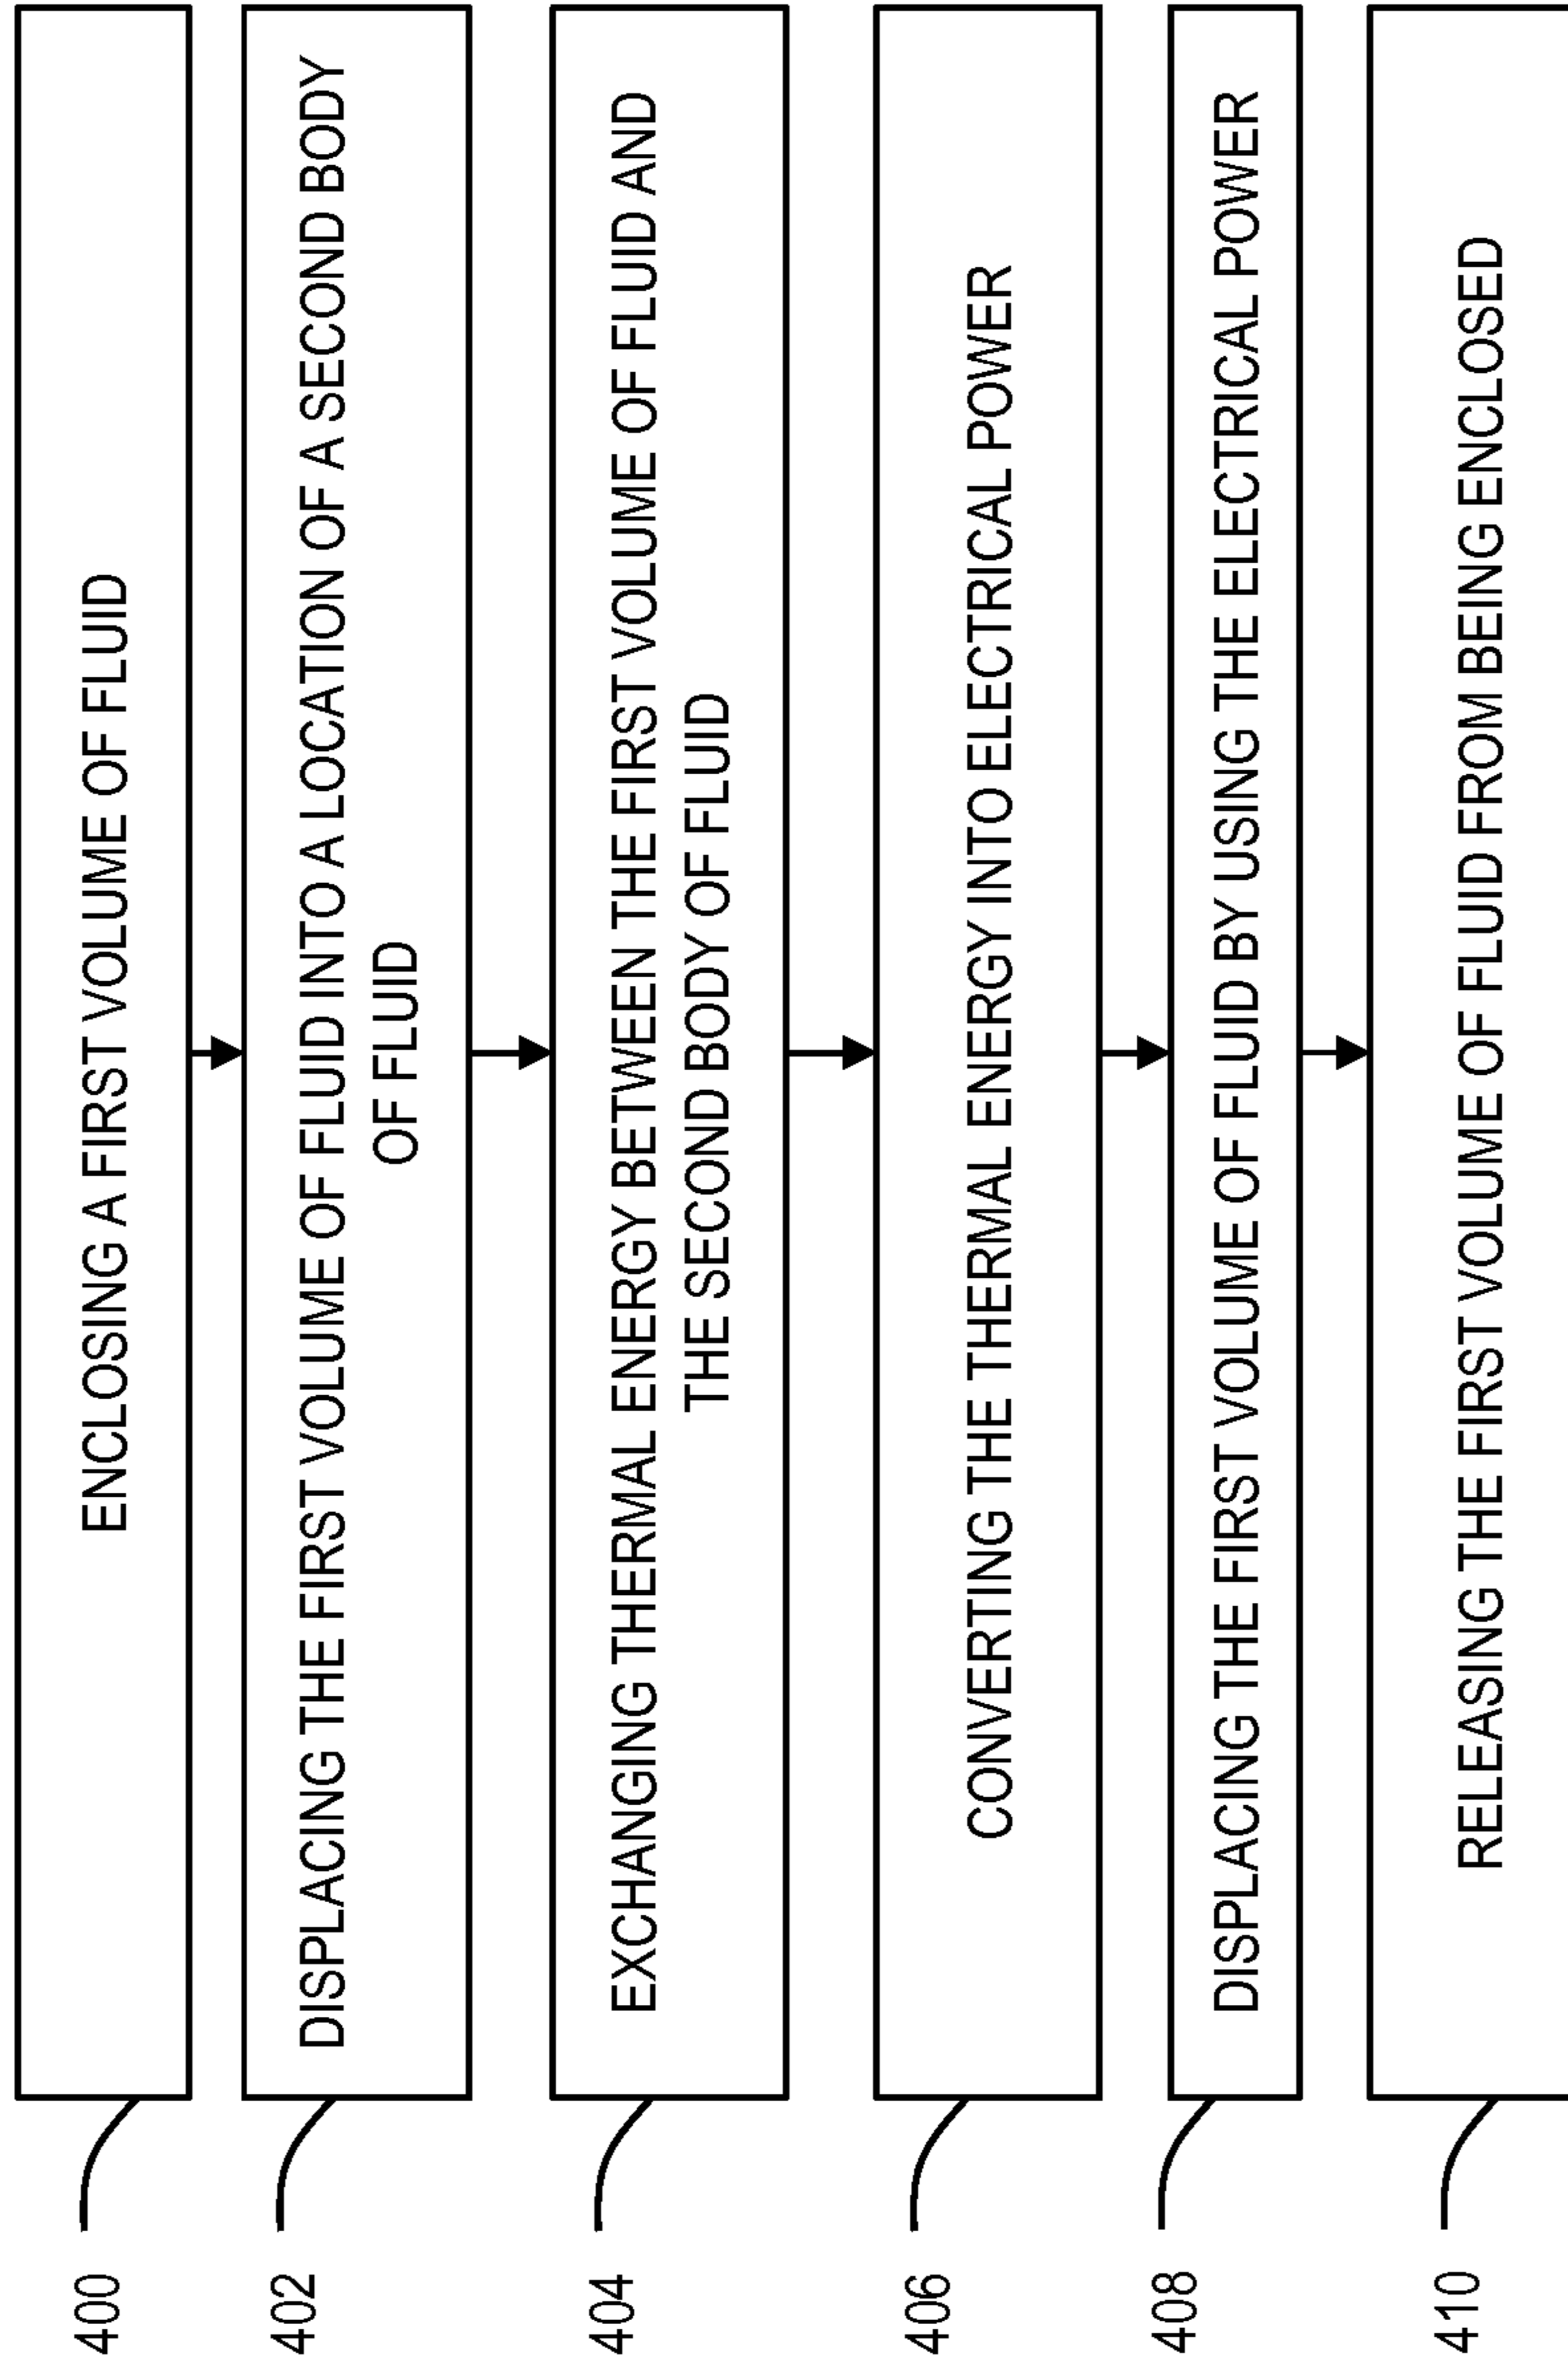 400
ENCLOSING A FIRST VOLUME OF FLUID
402
DISPLACING THE FIRST VOLUME OF FLUID INTO A LOCATION OF A SECOND BODY
OF FLUID
404
EXCHANGING THERMAL ENERGY BETWEEN THE FIRST VOLUME OF FLUID AND
THE SECOND BODY OF FLUID
406
CONVERTING THE THERMAL ENERGY INTO ELECTRICAL POWER
408
DISPLACING THE FIRST VOLUME OF FLUID BY USING THE ELECTRICAL POWER
410
RELEASING THE FIRST VOLUME OF FLUID FROM BEING ENCLOSED